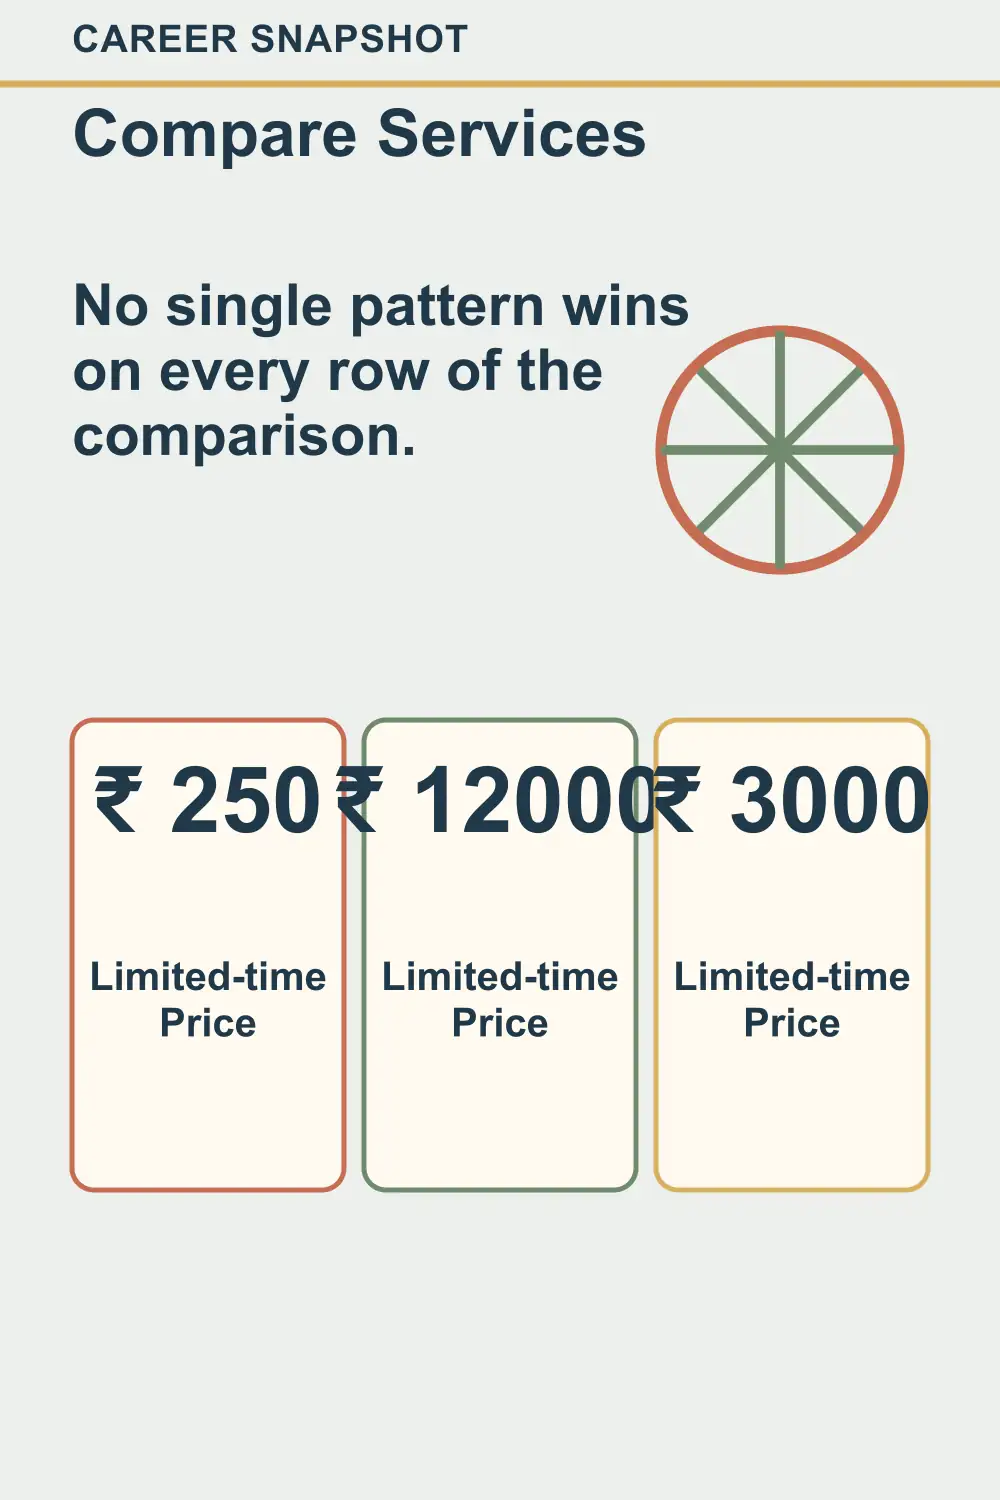 CAREER SNAPSHOT
Compare Services
No single pattern wins
on every row of the
comparison.
₹ 250
₹ 12000
₹ 3000
Limited-time
Price
Limited-time
Price
Limited-time
Price